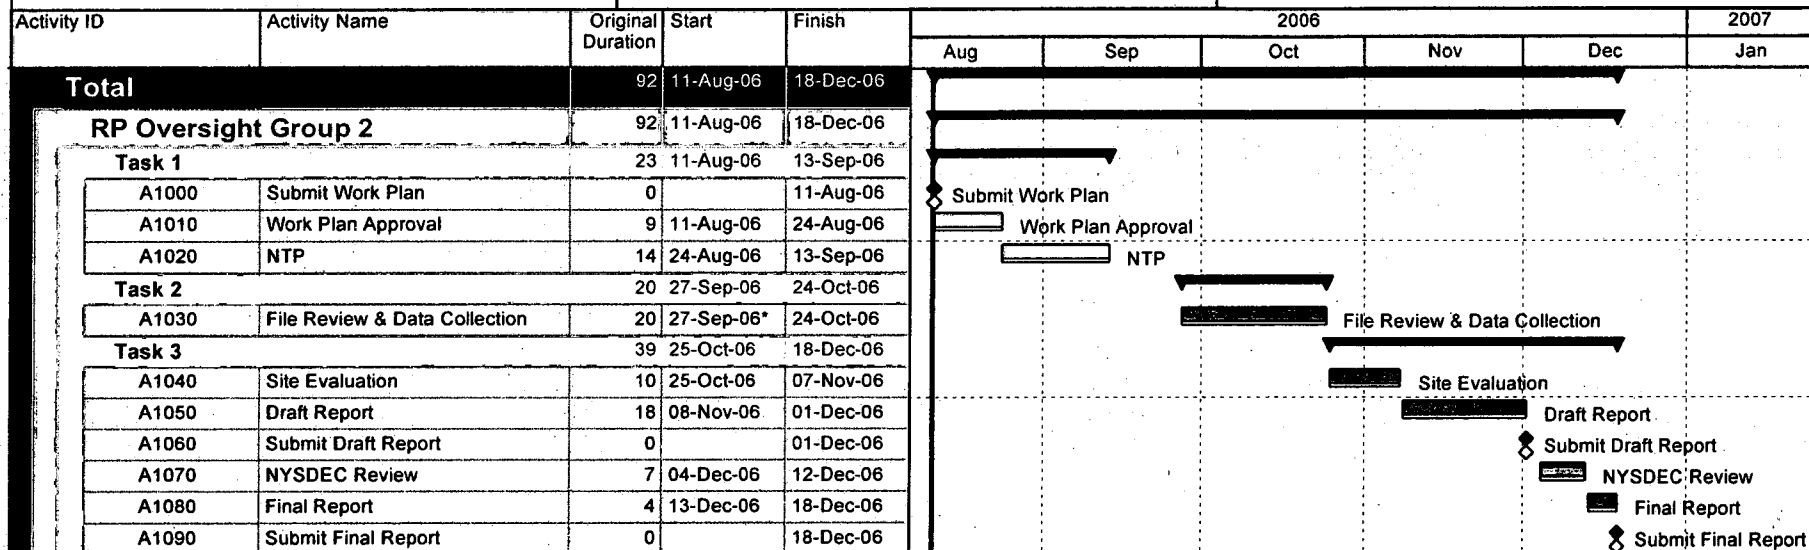 Activity ID Activity Name Original Duration Start Finish 2006 2007
Aug Sep Oct Nov Dec Jan
Total 92 11-Aug-06 18-Dec-06
RP Oversight Group 2 92 11-Aug-06 18-Dec-06
Task 1 23 11-Aug-06 13-Sep-06
A1000 Submit Work Plan 0 11-Aug-06 Submit Work Plan
A1010 Work Plan Approval 9 11-Aug-06 24-Aug-06 Work Plan Approval
A1020 NTP 14 24-Aug-06 13-Sep-06 NTP
Task 2 20 27-Sep-06 24-Oct-06
A1030 File Review & Data Collection 20 27-Sep-06* 24-Oct-06 File Review & Data Collection
Task 3 39 25-Oct-06 18-Dec-06
A1040 Site Evaluation 10 25-Oct-06 07-Nov-06 Site Evaluation
A1050 Draft Report 18 08-Nov-06 01-Dec-06 Draft Report
A1060 Submit Draft Report 0 01-Dec-06 Submit Draft Report
A1070 NYSDEC Review 7 04-Dec-06 12-Dec-06 NYSDEC Review
A1080 Final Report 4 13-Dec-06 18-Dec-06 Final Report
A1090 Submit Final Report 0 18-Dec-06 Submit Final Report